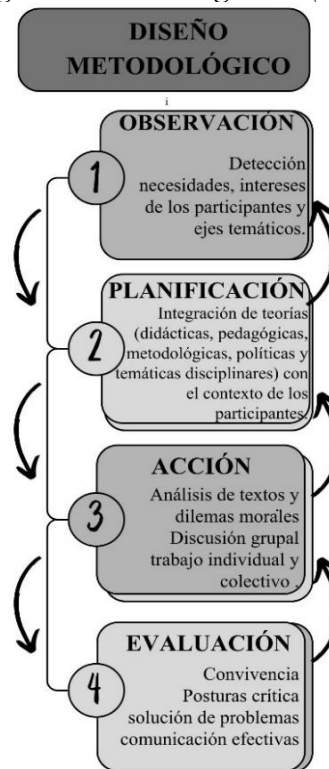 DISEÑO
METODOLÓGICO
OBSERVACIÓN
1
Detección
necesidades, intereses
de los participantes y
ejes temáticos.
PLANIFICACIÓN
2
Integración de teorías
(didácticas, pedagógicas,
metodológicas, políticas y
temáticas disciplinares) con
el contexto de los
participantes.
ACCIÓN
3
Análisis de textos y
dilemas morales
Discusión grupal
trabajo individual y
colectivo .
EVALUACIÓN
4
Convivencia
Posturas crítica
solución de problemas
comunicación efectivas